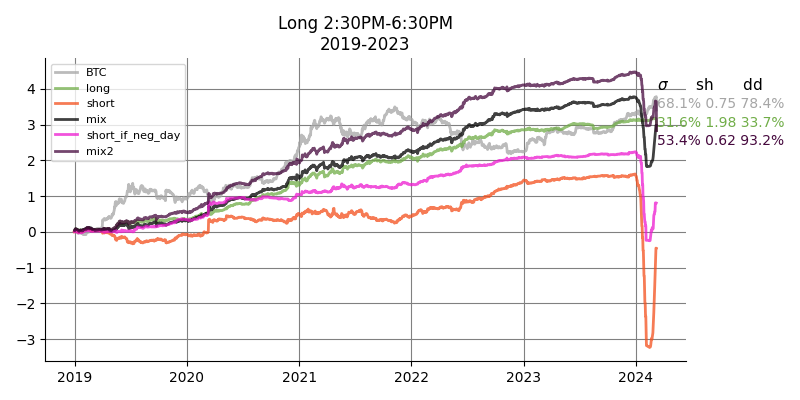 Long 2:30PM-6:30PM
2019-2023
BTC
long
short
mix
short_if_neg_day
mix2
σ sh dd
68.1% 0.75 78.4%
31.6% 1.98 33.7%
53.4% 0.62 93.2%
4
3
2
1
0
−1
−2
−3
2019 2020 2021 2022 2023 2024